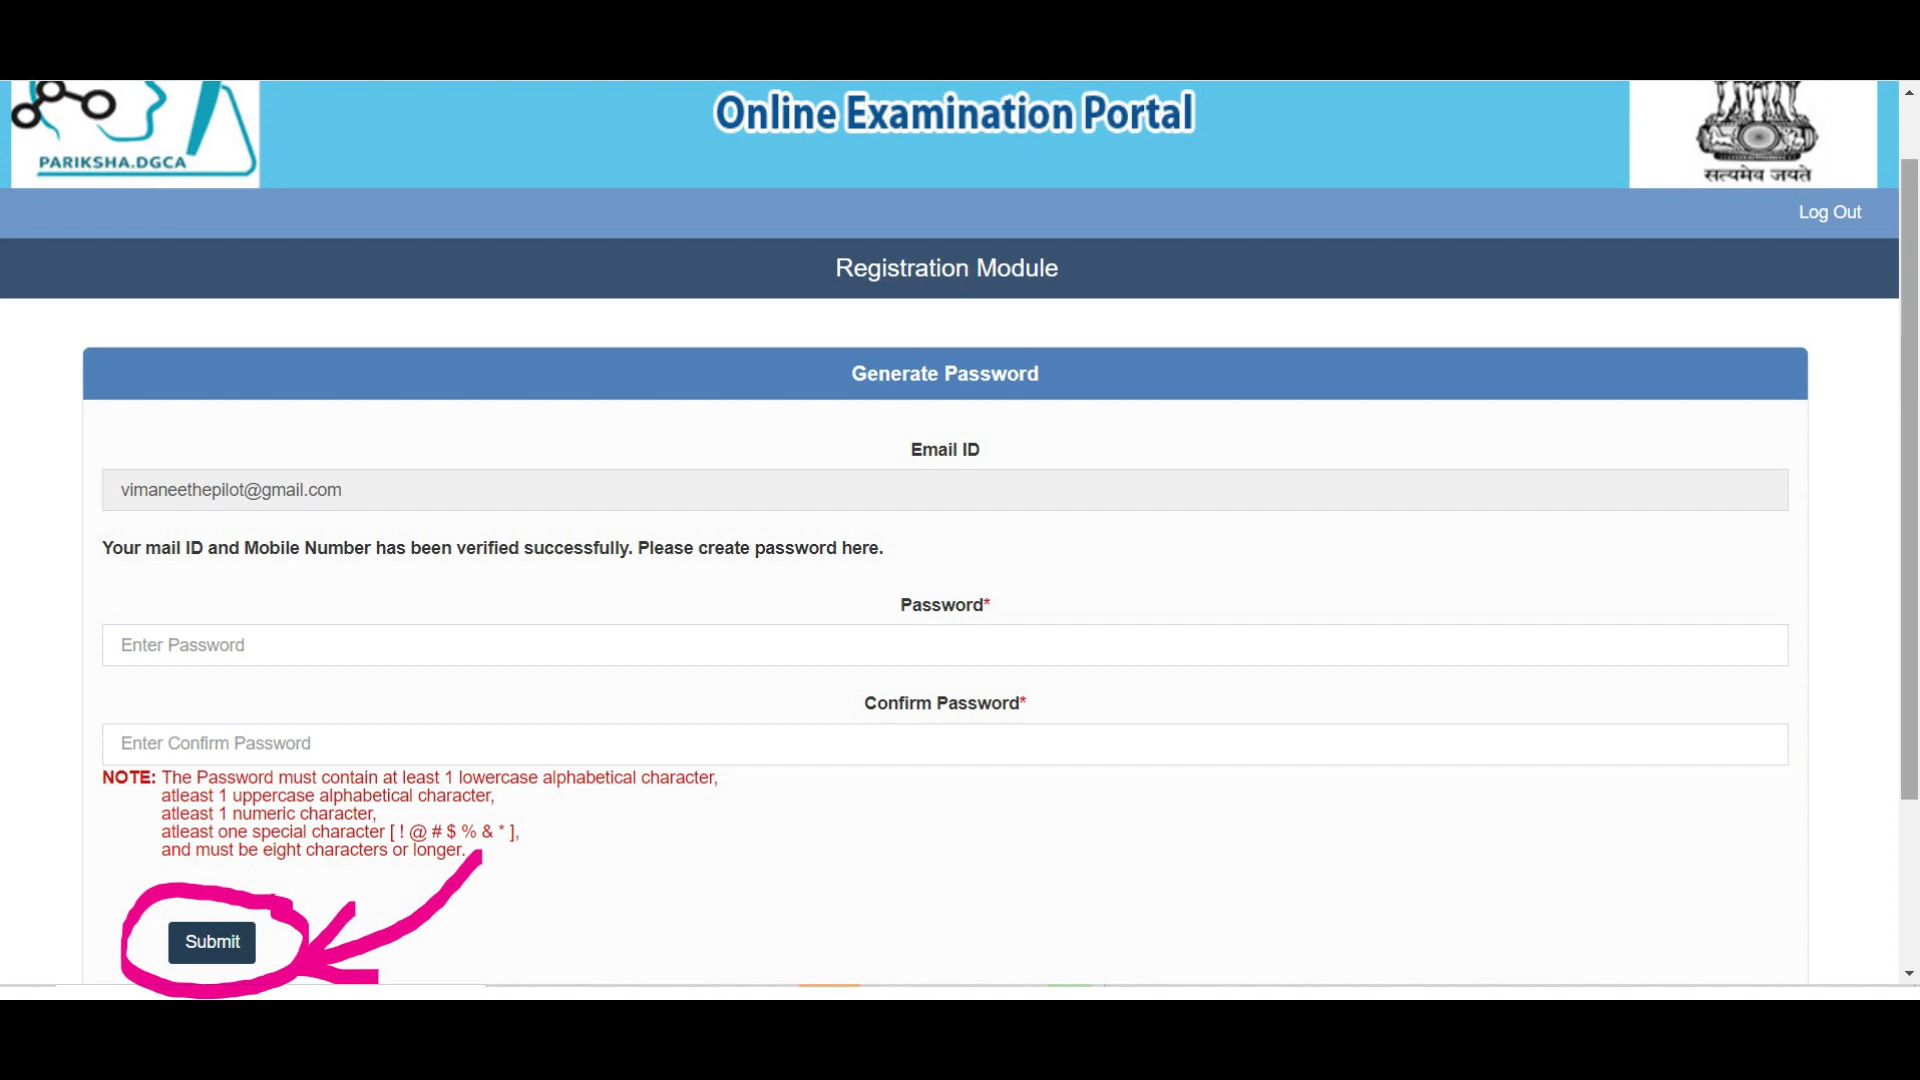 Online Examination Portal
PARIKSHA.DGCA
सत्यमेव जयते
Log Out
Registration Module
Generate Password
Email ID
vimaneethepilot@gmail.com
Your mail ID and Mobile Number has been verified successfully. Please create password here.
Password*
Enter Password
Confirm Password*
Enter Confirm Password
NOTE: The Password must contain at least 1 lowercase alphabetical character,
atleast 1 uppercase alphabetical character,
atleast 1 numeric character,
atleast one special character [ ! @ # $ % & * ],
and must be eight characters or longer.
Submit